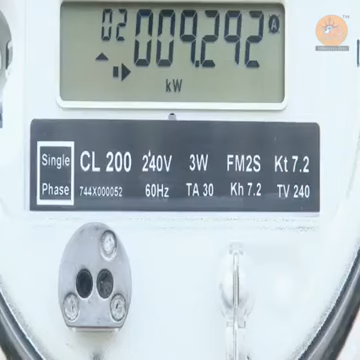 02 009.292 A
kW
Single Phase
CL 200 240V 3W FM2S Kt 7.2
744X000052 60Hz TA 30 Kh 7.2 TV 240
TM